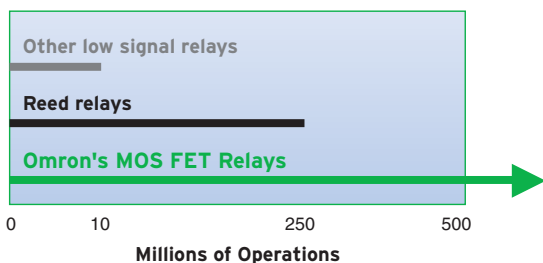 Other low signal relays
Reed relays
Omron's MOS FET Relays
0 10 250 500
Millions of Operations